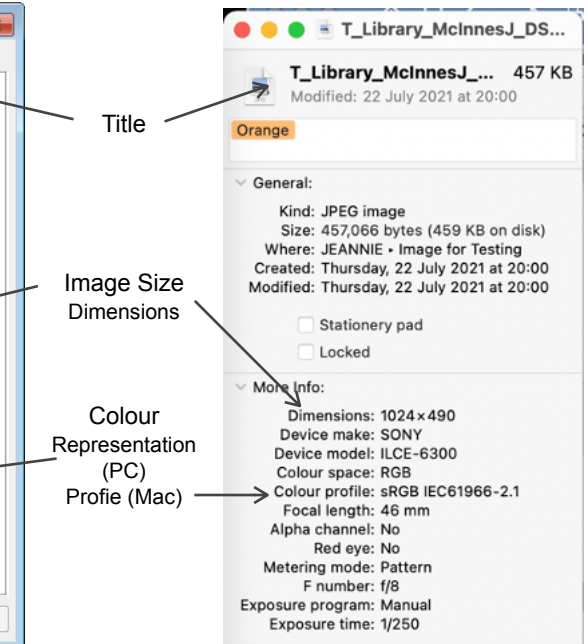 Title
Image Size
Dimensions
Colour
Representation
(PC)
Profie (Mac)
T_Library_McInnesJ_DS...
T_Library_McInnesJ_... 457 KB
Modified: 22 July 2021 at 20:00
Orange
General:
Kind: JPEG image
Size: 457,066 bytes (459 KB on disk)
Where: JEANNIE ▸ Image for Testing
Created: Thursday, 22 July 2021 at 20:00
Modified: Thursday, 22 July 2021 at 20:00
Stationery pad
Locked
More Info:
Dimensions: 1024×490
Device make: SONY
Device model: ILCE-6300
Colour space: RGB
Colour profile: sRGB IEC61966-2.1
Focal length: 46 mm
Alpha channel: No
Red eye: No
Metering mode: Pattern
F number: f/8
Exposure program: Manual
Exposure time: 1/250